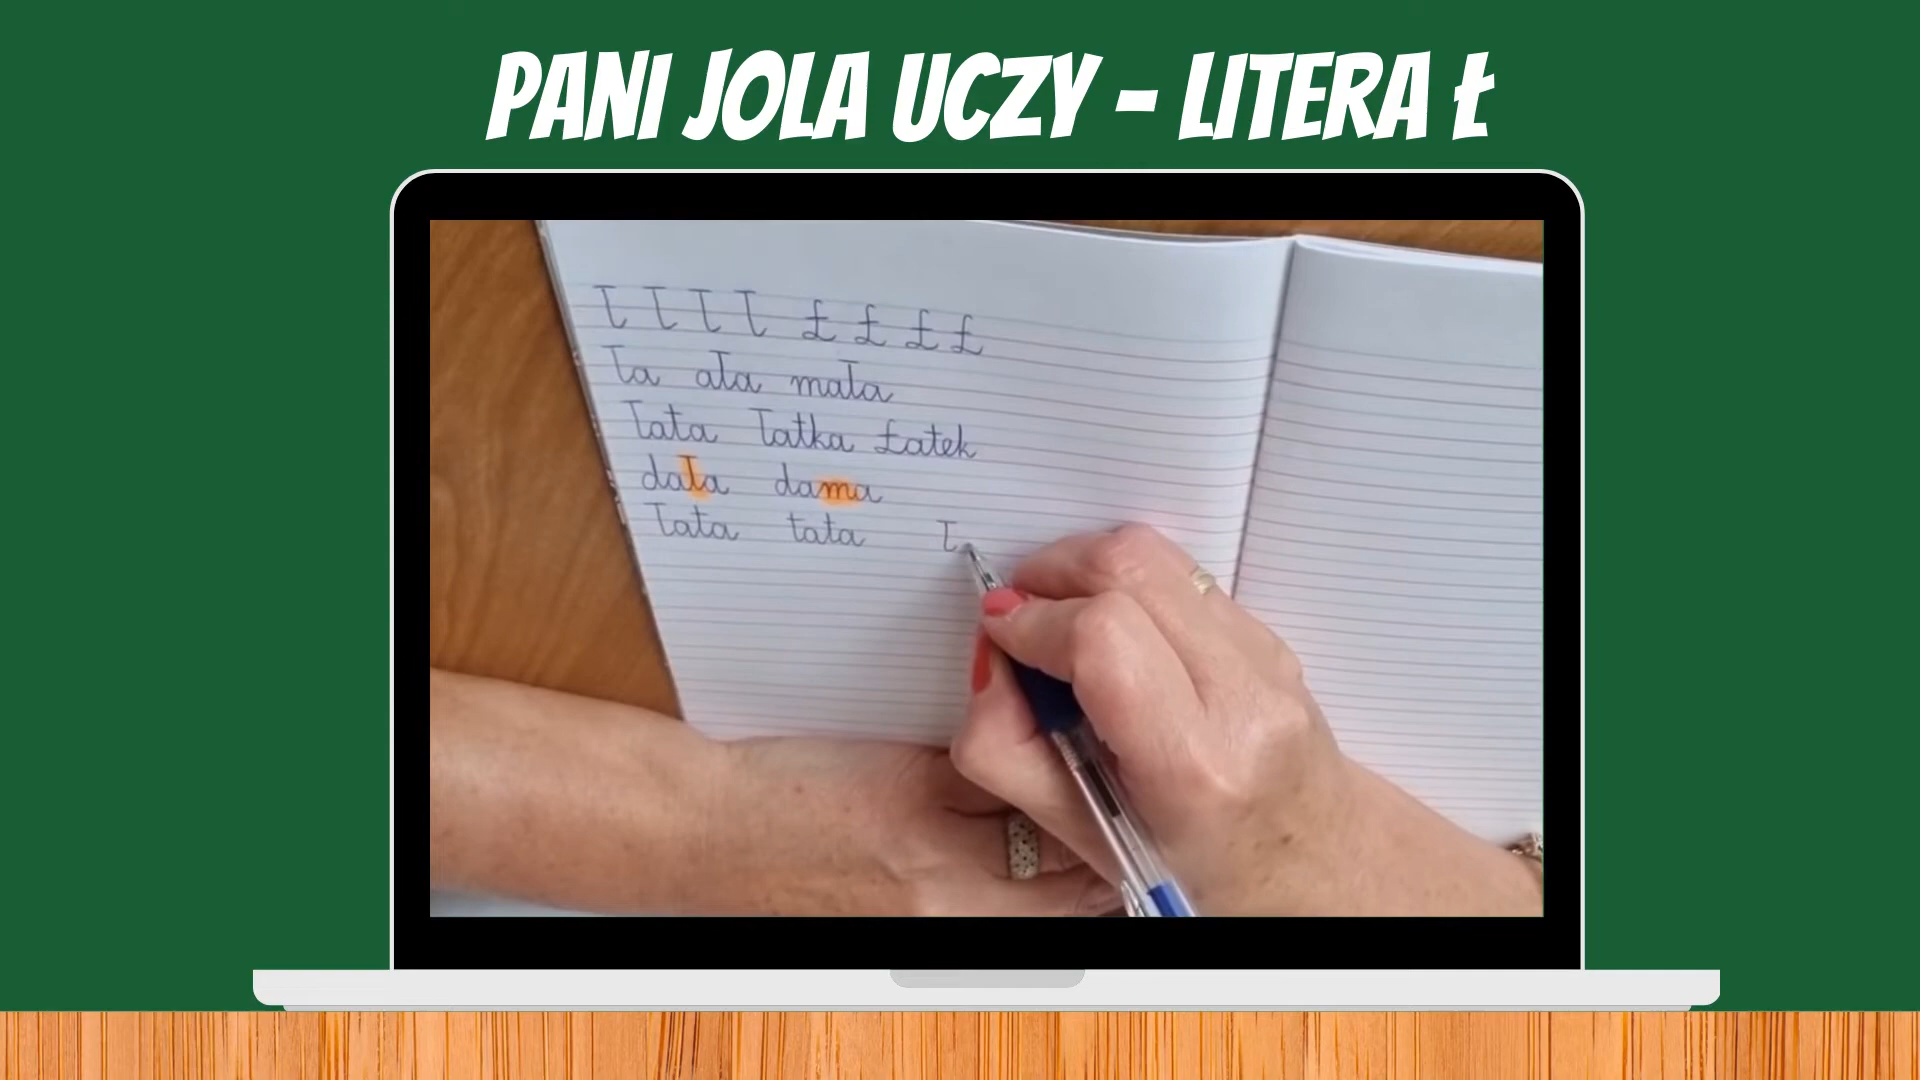 PANI JOLA UCZY - LITERA Ł
ł ł ł ł Ł Ł Ł Ł
ła ała mała
łata łatka Łatek
dała dama
łata tata ł